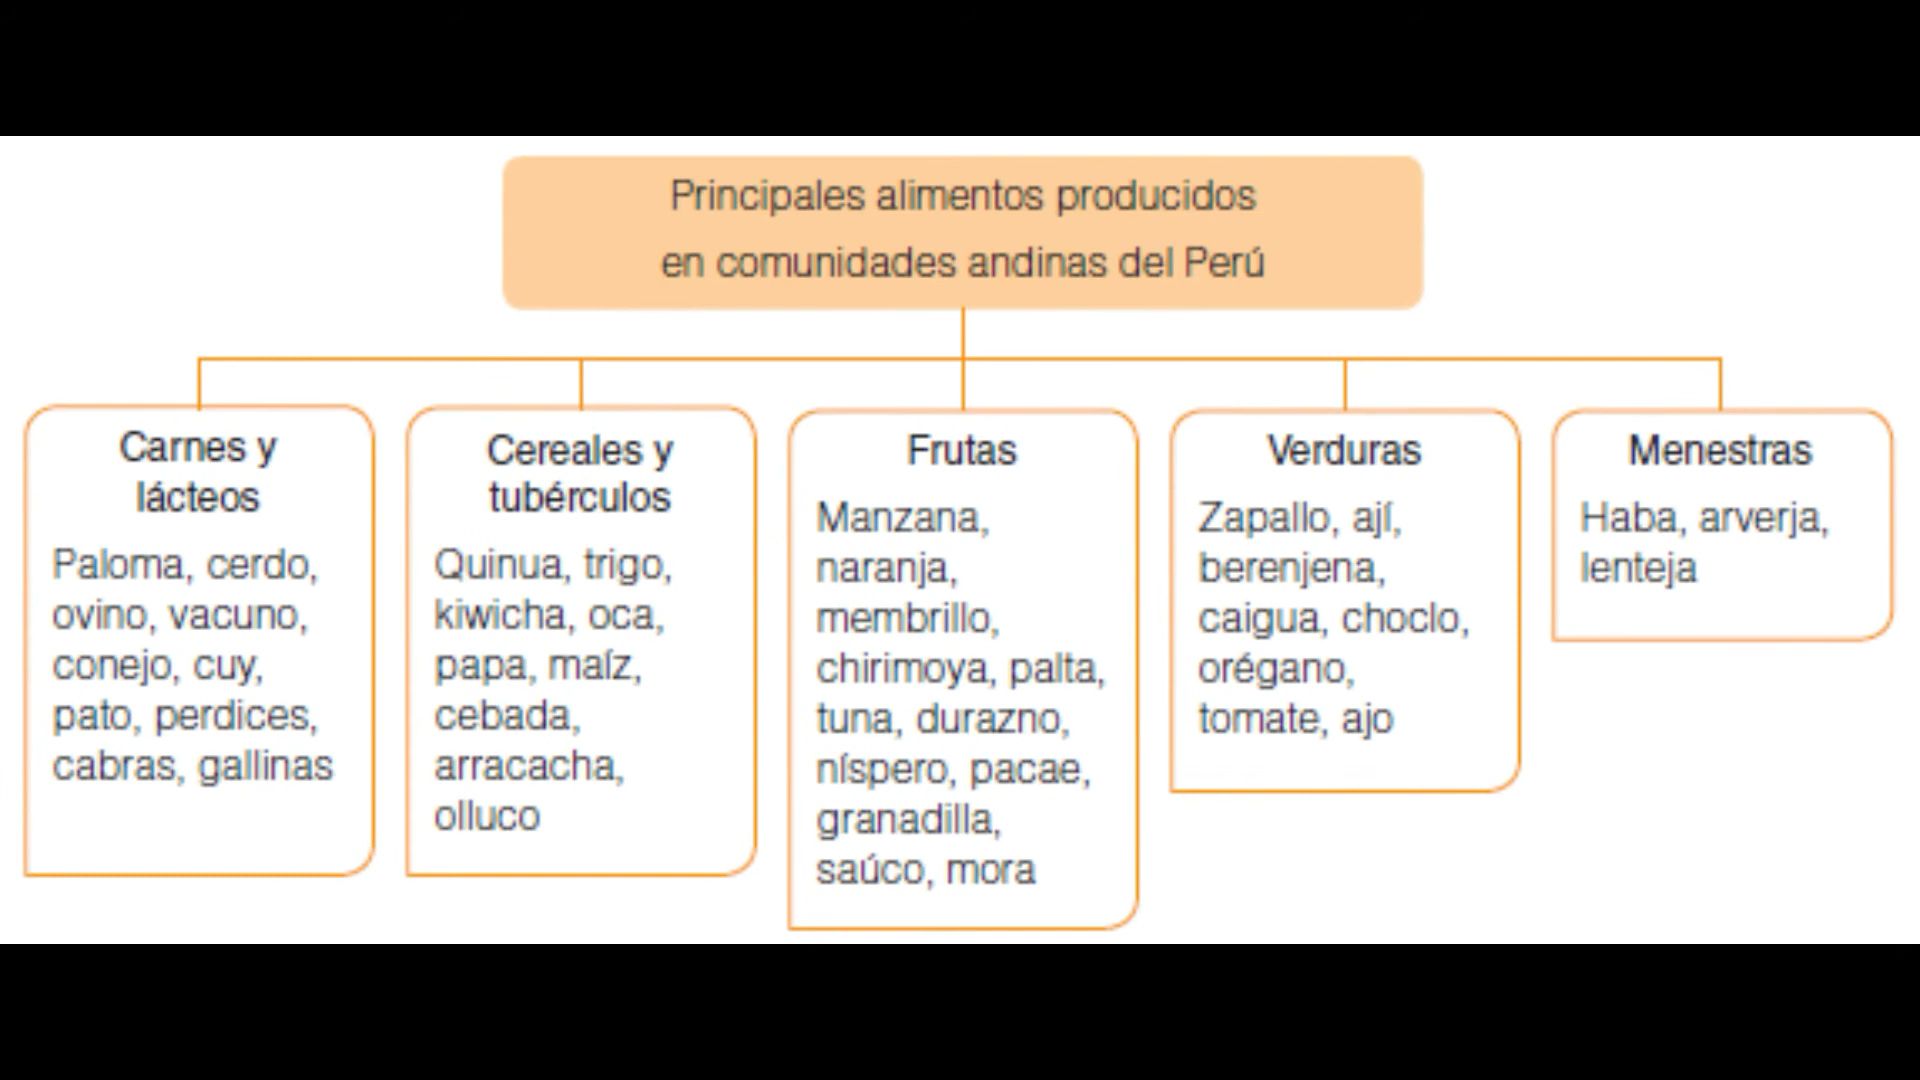 Principales alimentos producidos
en comunidades andinas del Perú
Carnes y
lácteos
Paloma, cerdo,
ovino, vacuno,
conejo, cuy,
pato, perdices,
cabras, gallinas
Cereales y
tubérculos
Quinua, trigo,
kiwicha, oca,
papa, maíz,
cebada,
arracacha,
olluco
Frutas
Manzana,
naranja,
membrillo,
chirimoya, palta,
tuna, durazno,
níspero, pacae,
granadilla,
saúco, mora
Verduras
Zapallo, ají,
berenjena,
caigua, choclo,
orégano,
tomate, ajo
Menestras
Haba, arverja,
lenteja